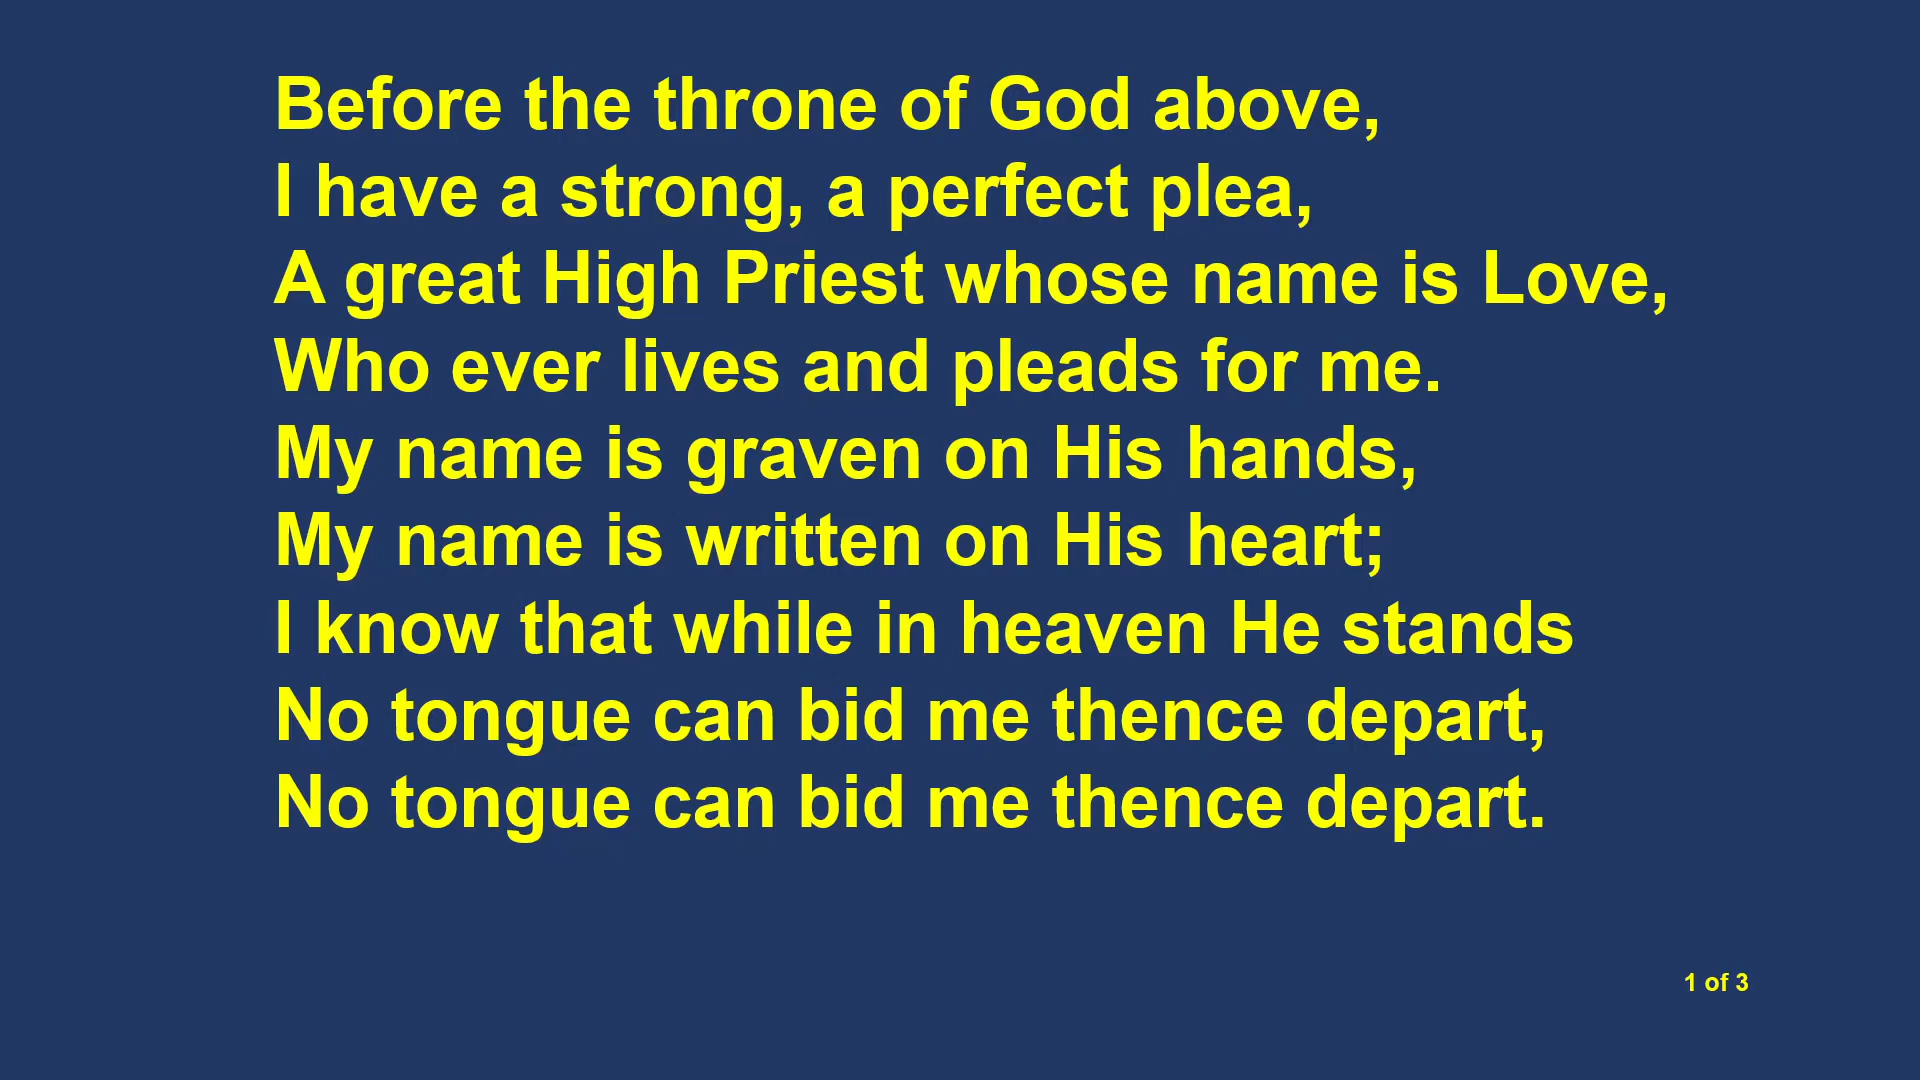 Before the throne of God above,
I have a strong, a perfect plea,
A great High Priest whose name is Love,
Who ever lives and pleads for me.
My name is graven on His hands,
My name is written on His heart;
I know that while in heaven He stands
No tongue can bid me thence depart,
No tongue can bid me thence depart.
1 of 3